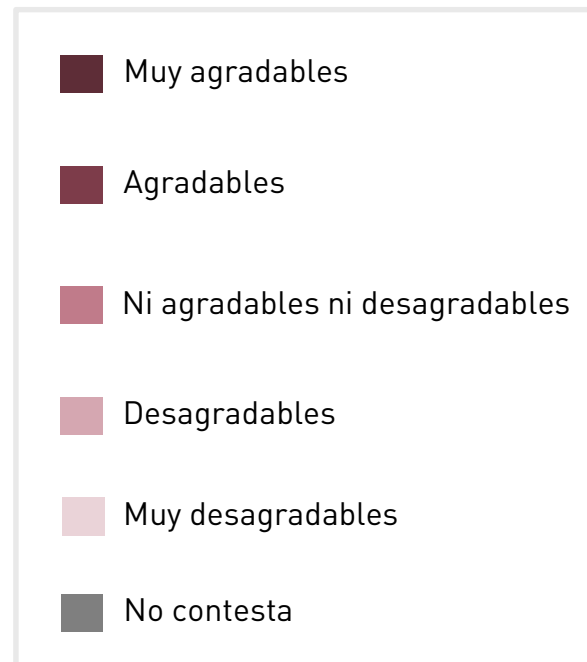 Muy agradables
Agradables
Ni agradables ni desagradables
Desagradables
Muy desagradables
No contesta